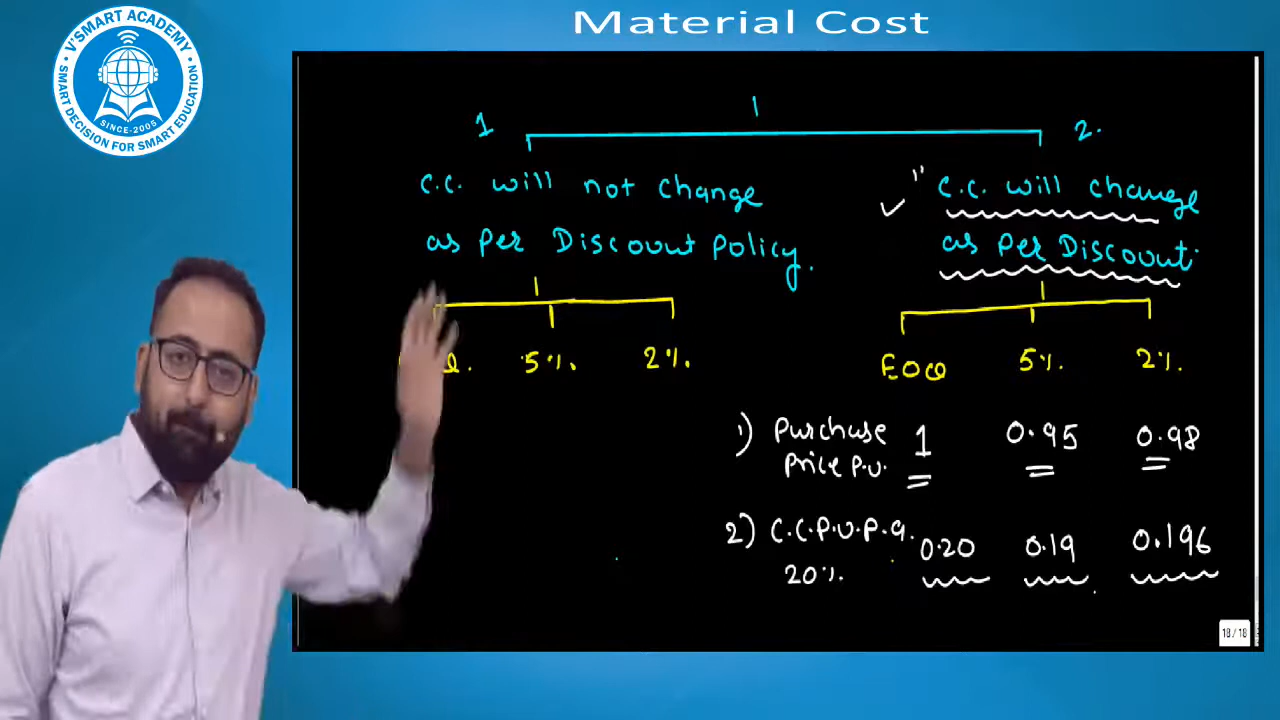 Material Cost
V'SMART ACADEMY
SINCE-2005
SMART DECISION FOR SMART EDUCATION
1
C.C. will not change
as per Discount Policy.
5%. 2%.
2.
1) C.C. will change
as per Discount
EOQ 5%. 2%.
1) Purchase 1 0.95 0.98
Price P.U.
2) C.C.P.U.P.a. 0.20 0.19 0.196
20%.
18/18